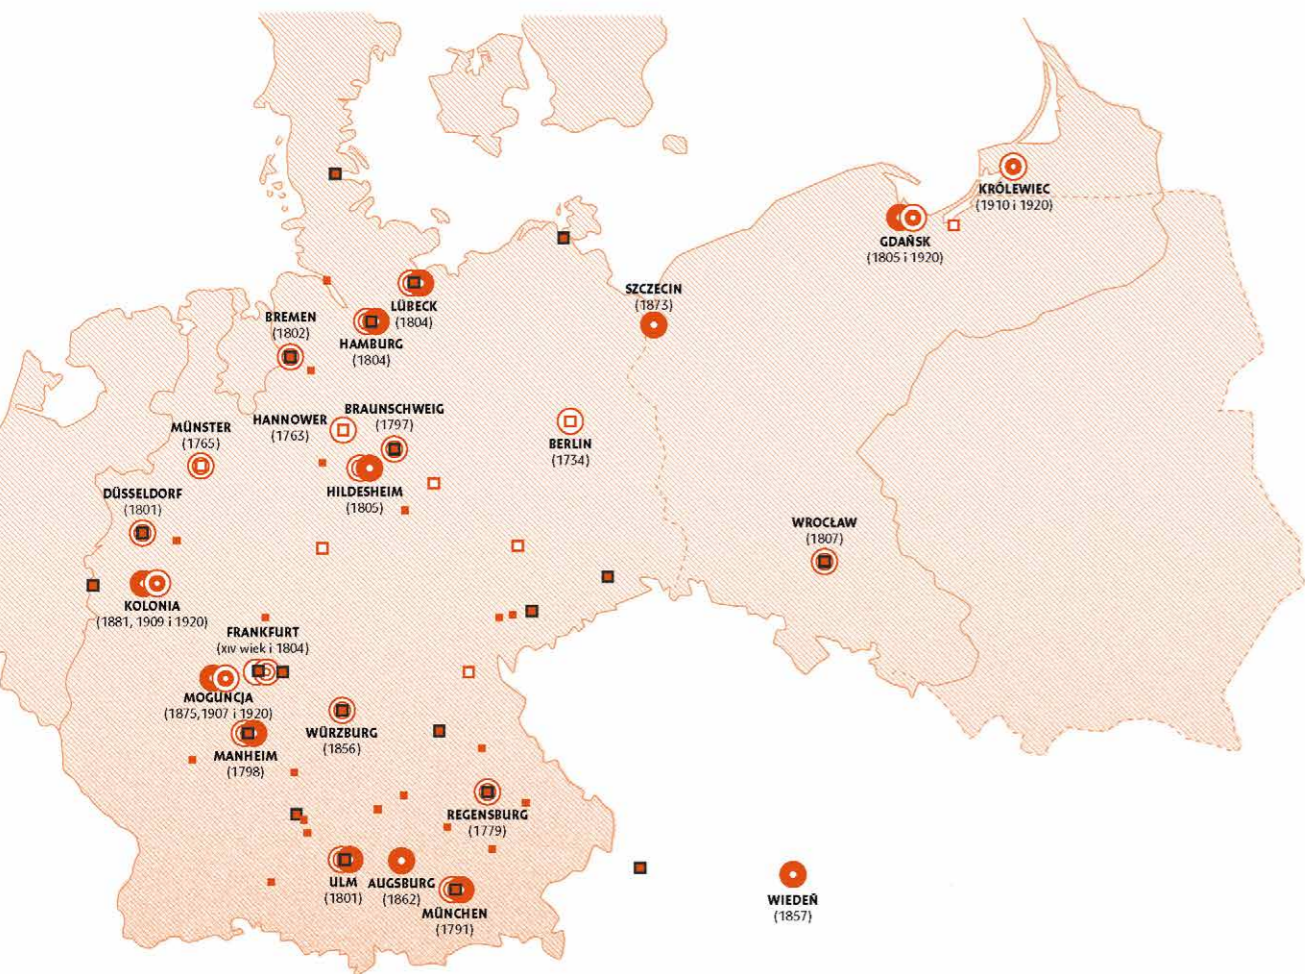 KRÓLEWIEC
(1910 i 1920)
GDAŃSK
(1805 i 1920)
SZCZECIN
(1873)
LÜBECK
(1804)
BREMEN
(1802)
HAMBURG
(1804)
BRAUNSCHWEIG
(1797)
HANNOWER
(1763)
MÜNSTER
(1765)
BERLIN
(1734)
HILDESHEIM
(1805)
DÜSSELDORF
(1801)
WROCŁAW
(1807)
KOLONIA
(1881, 1909 i 1920)
FRANKFURT
(XIV wiek i 1804)
MOGUNCJA
(1875,1907 i 1920)
WÜRZBURG
(1856)
MANHEIM
(1798)
REGENSBURG
(1779)
ULM
(1801)
AUGSBURG
(1862)
MÜNCHEN
(1791)
WIEDEŃ
(1857)